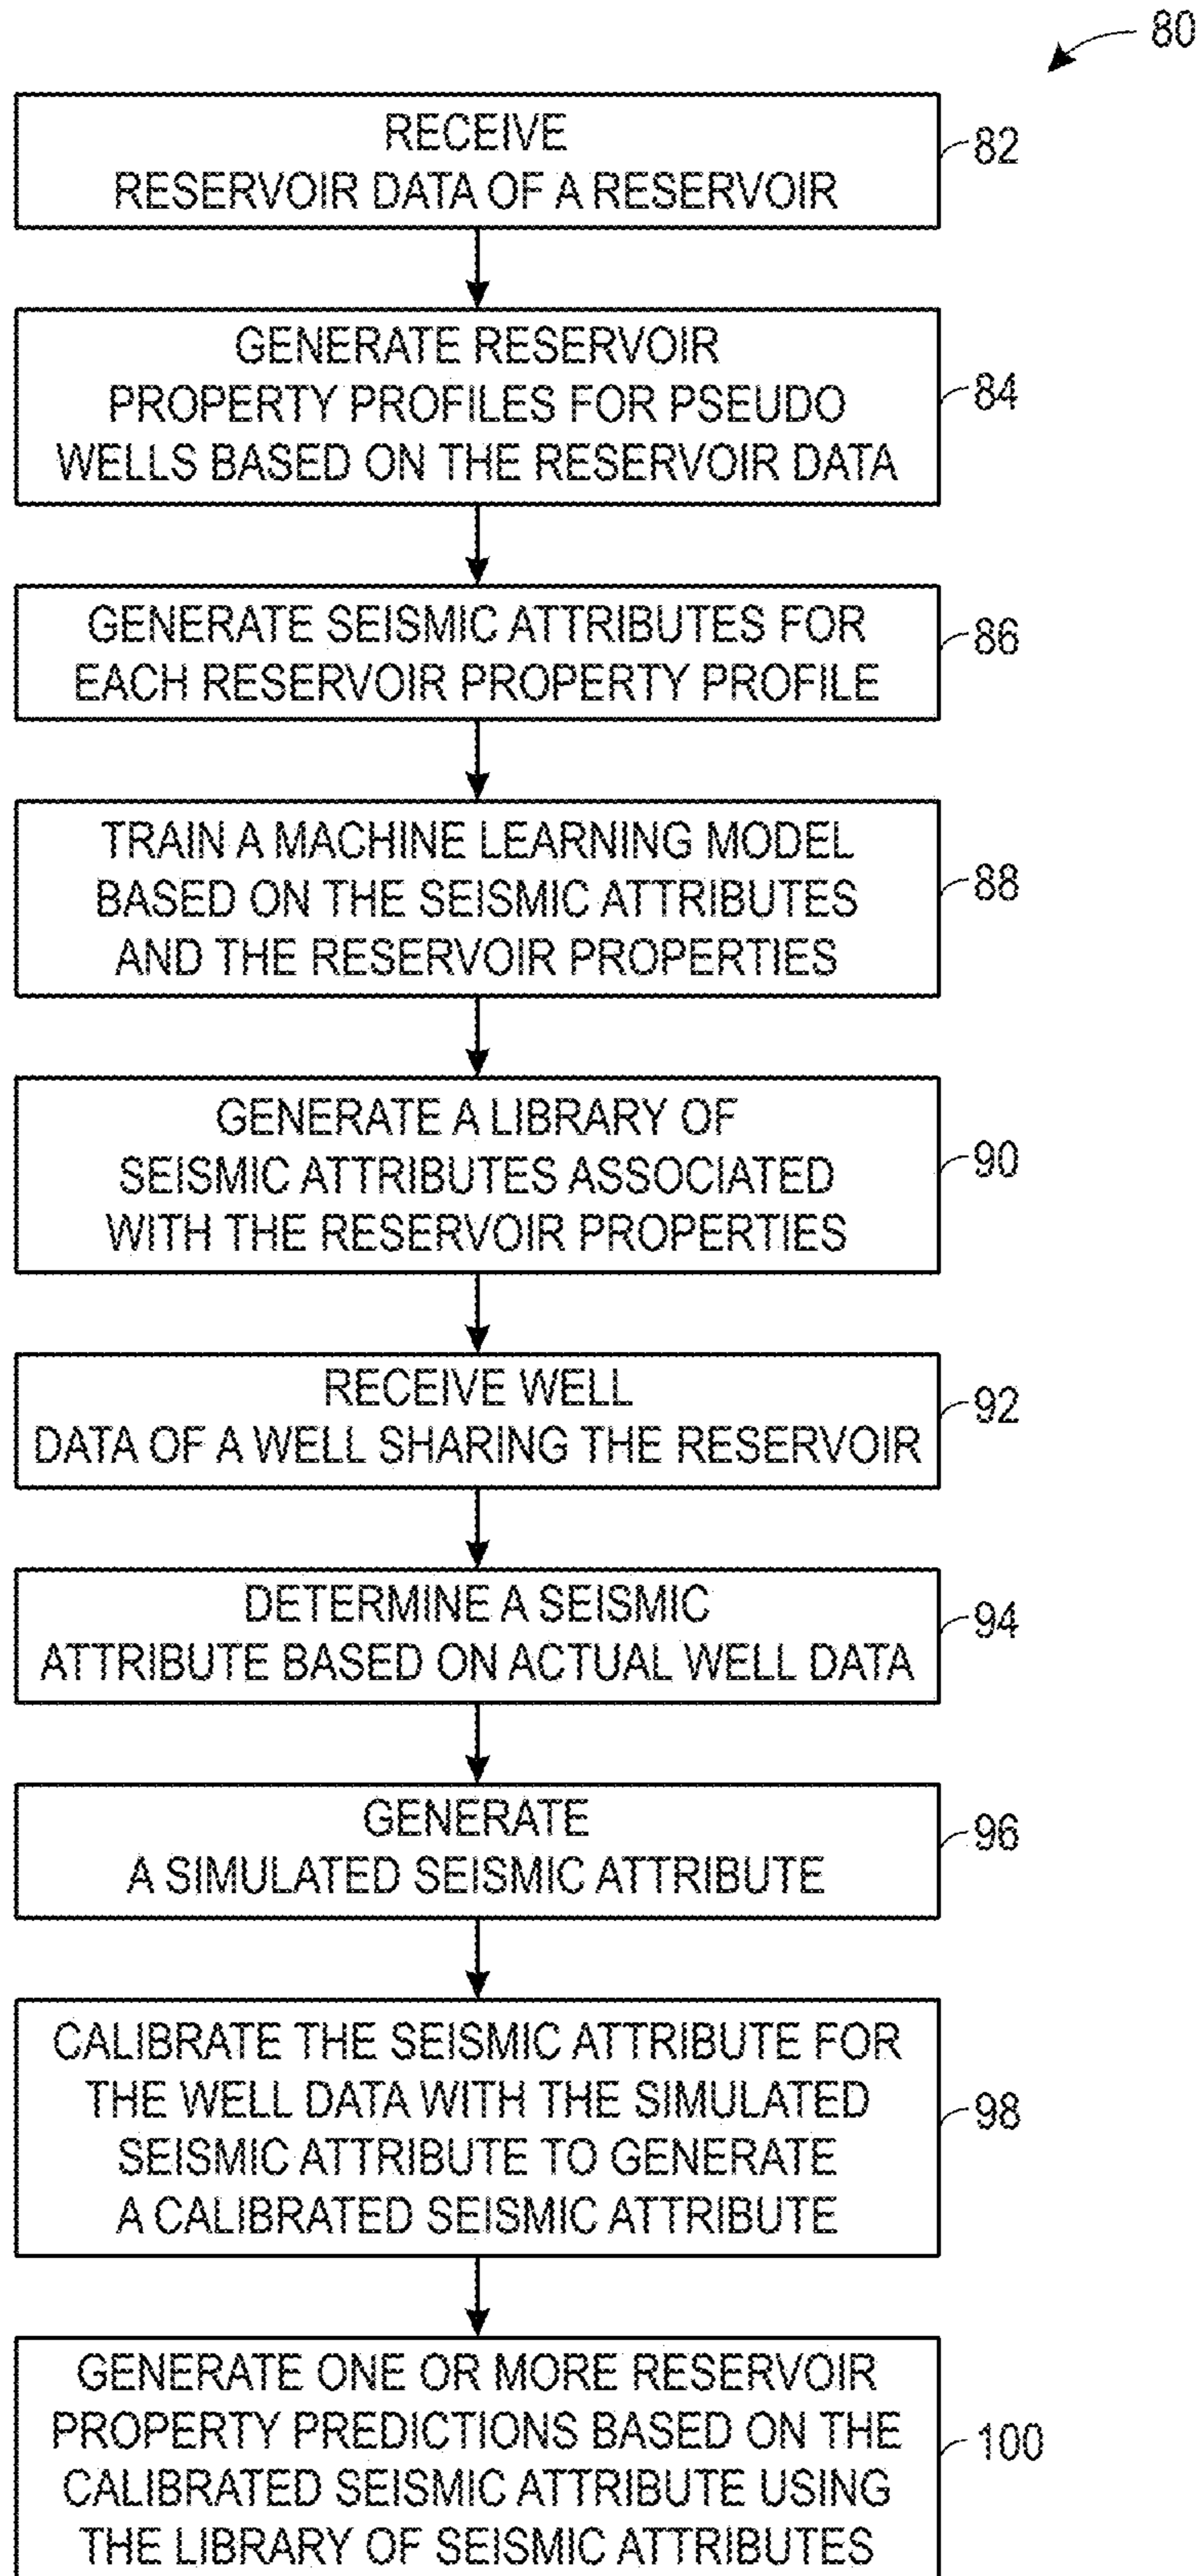 80
RECEIVE
RESERVOIR DATA OF A RESERVOIR
82
GENERATE RESERVOIR
PROPERTY PROFILES FOR PSEUDO
WELLS BASED ON THE RESERVOIR DATA
84
GENERATE SEISMIC ATTRIBUTES FOR
EACH RESERVOIR PROPERTY PROFILE
86
TRAIN A MACHINE LEARNING MODEL
BASED ON THE SEISMIC ATTRIBUTES
AND THE RESERVOIR PROPERTIES
88
GENERATE A LIBRARY OF
SEISMIC ATTRIBUTES ASSOCIATED
WITH THE RESERVOIR PROPERTIES
90
RECEIVE WELL
DATA OF A WELL SHARING THE RESERVOIR
92
DETERMINE A SEISMIC
ATTRIBUTE BASED ON ACTUAL WELL DATA
94
GENERATE
A SIMULATED SEISMIC ATTRIBUTE
96
CALIBRATE THE SEISMIC ATTRIBUTE FOR
THE WELL DATA WITH THE SIMULATED
SEISMIC ATTRIBUTE TO GENERATE
A CALIBRATED SEISMIC ATTRIBUTE
98
GENERATE ONE OR MORE RESERVOIR
PROPERTY PREDICTIONS BASED ON THE
CALIBRATED SEISMIC ATTRIBUTE USING
THE LIBRARY OF SEISMIC ATTRIBUTES
100